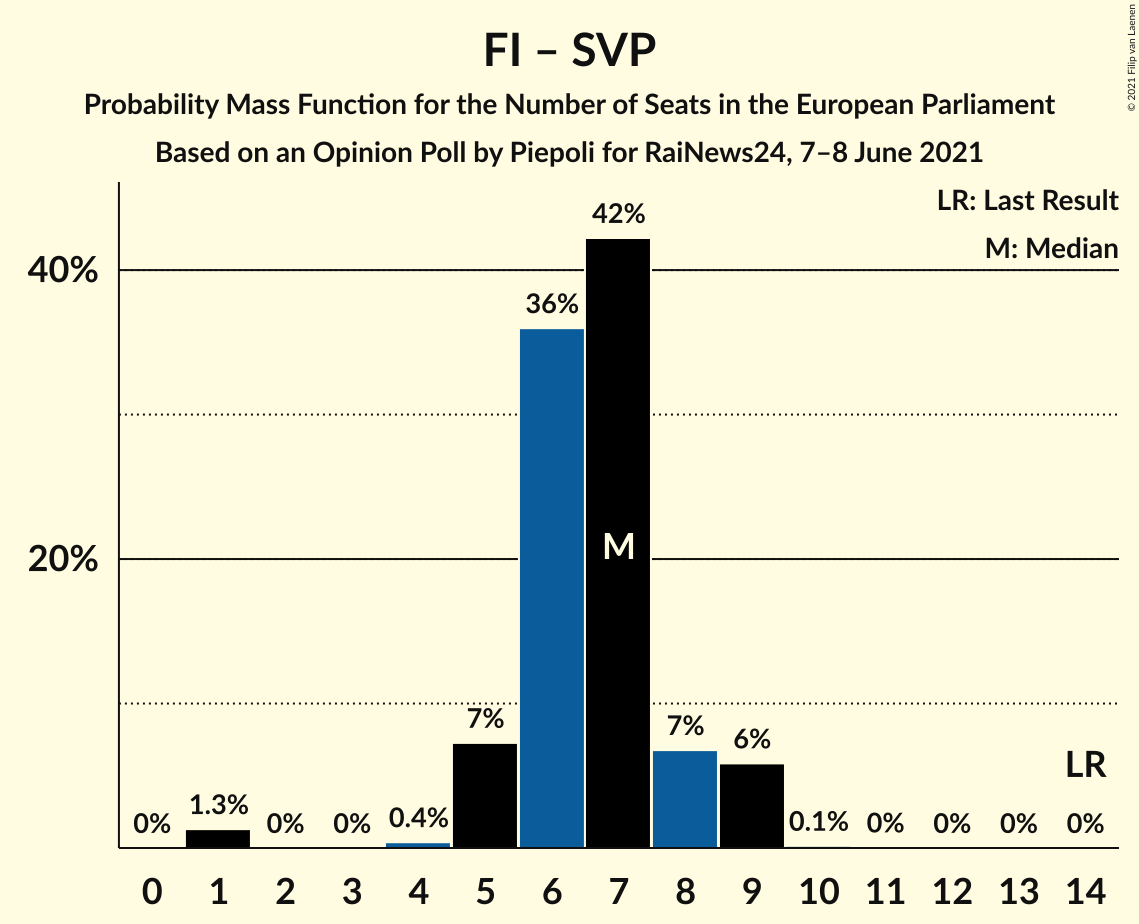 FI – SVP
Probability Mass Function for the Number of Seats in the European Parliament
Based on an Opinion Poll by Piepoli for RaiNews24, 7–8 June 2021
© 2021 Filip van Laenen
LR: Last Result
M: Median
40%
20%
0%
1.3%
0%
0%
0.4%
7%
36%
42%
M
7%
6%
0.1%
0%
0%
0%
LR
0%
0 1 2 3 4 5 6 7 8 9 10 11 12 13 14